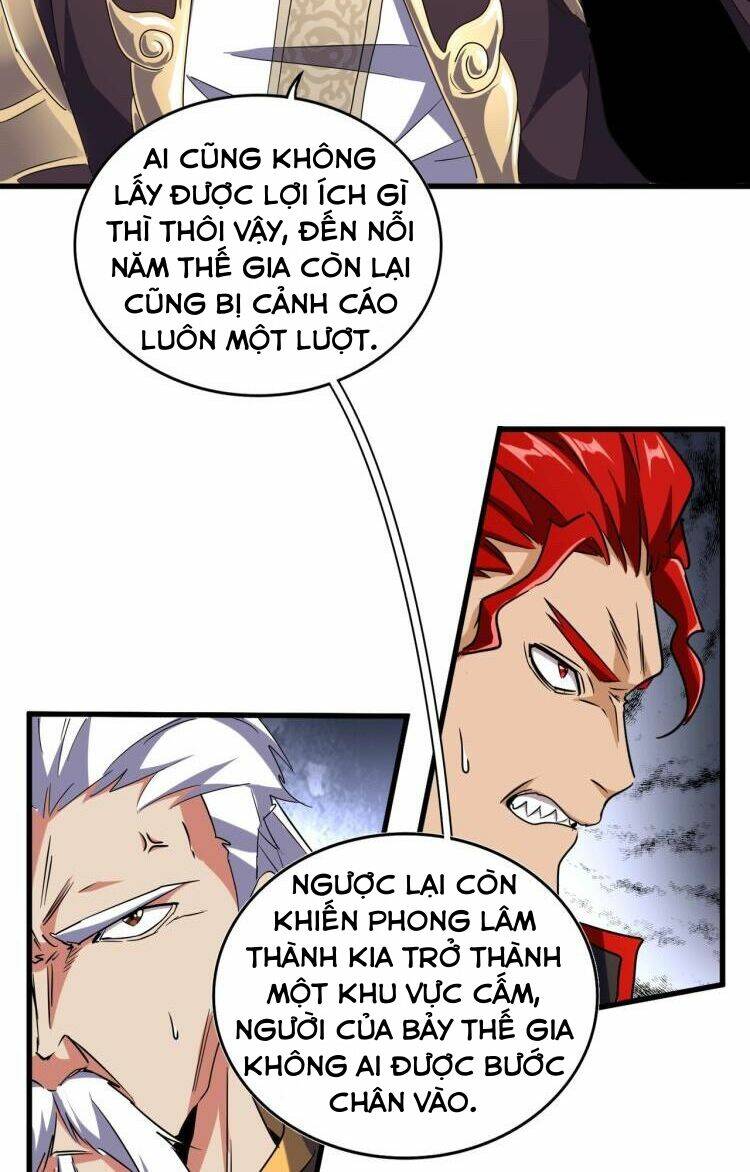 AI CŨNG KHÔNG
LẤY ĐƯỢC LỢI ÍCH GÌ
THÌ THÔI VẬY, ĐẾN NỖI
NĂM THẾ GIA CÒN LẠI
CŨNG BỊ CẢNH CÁO
LUÔN MỘT LƯỢT.
NGƯỢC LẠI CÒN
KHIẾN PHONG LÂM
THÀNH KIA TRỞ THÀNH
MỘT KHU VỰC CẤM,
NGƯỜI CỦA BẢY THẾ GIA
KHÔNG AI ĐƯỢC BƯỚC
CHÂN VÀO.